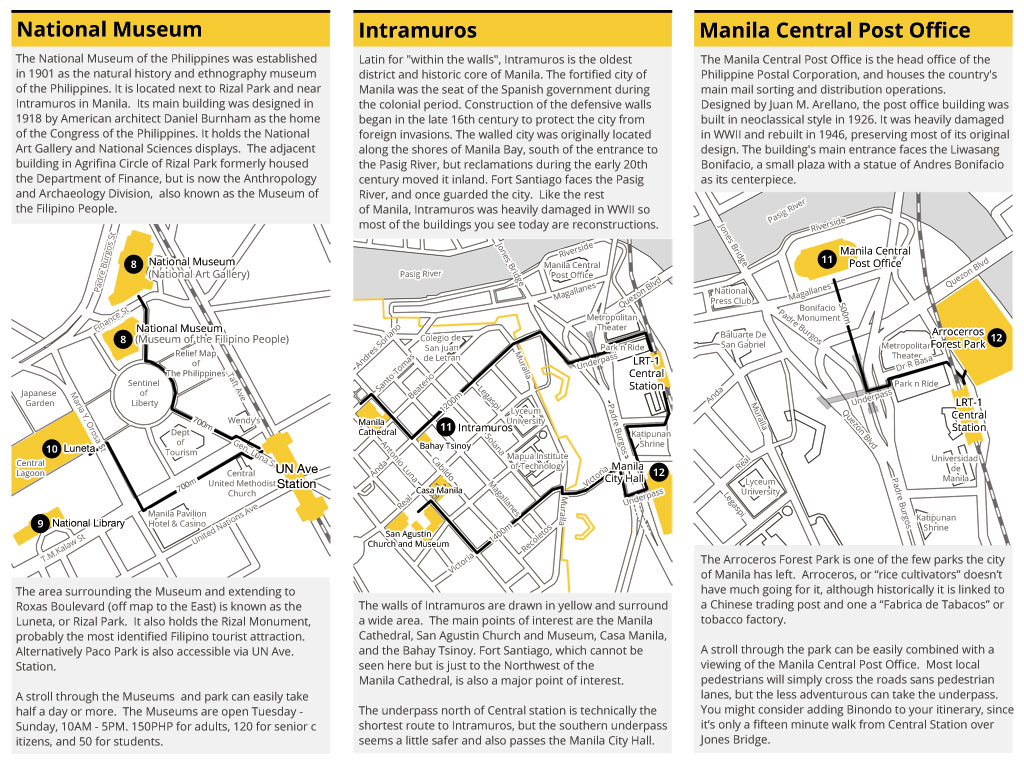 National Museum
The National Museum of the Philippines was established
in 1901 as the natural history and ethnography museum
of the Philippines. It is located next to Rizal Park and near
Intramuros in Manila.  Its main building was designed in
1918 by American architect Daniel Burnham as the home
of the Congress of the Philippines. It holds the National
Art Gallery and National Sciences displays.  The adjacent
building in Agrifina Circle of Rizal Park formerly housed
the Department of Finance, but is now the Anthropology
and Archaeology Division,  also known as the Museum of
the Filipino People.
Padre Burgos St
8
National Museum
(National Art Gallery)
Finance St
8
National Museum
(Museum of the Filipino People)
Relief Map
of
The Philippines
Sentinel
of
Liberty
Taft Ave
Japanese
Garden
Maria Y Orosa St
700m
Wendy's
Gen. Luna St
10
Luneta
Central
Lagoon
Dept
of
Tourism
UN Ave
Station
700m
Central
United Methodist
Church
9
National Library
Manila Pavilion
Hotel & Casino
United Nations Ave
T.M.Kalaw St
The area surrounding the Museum and extending to
Roxas Boulevard (off map to the East) is known as the
Luneta, or Rizal Park.  It also holds the Rizal Monument,
probably the most identified Filipino tourist attraction.
Alternatively Paco Park is also accessible via UN Ave.
Station.
A stroll through the Museums  and park can easily take
half a day or more.  The Museums are open Tuesday -
Sunday, 10AM - 5PM. 150PHP for adults, 120 for senior c
itizens, and 50 for students.
Intramuros
Latin for "within the walls", Intramuros is the oldest
district and historic core of Manila. The fortified city of
Manila was the seat of the Spanish government during
the colonial period. Construction of the defensive walls
began in the late 16th century to protect the city from
foreign invasions. The walled city was originally located
along the shores of Manila Bay, south of the entrance to
the Pasig River, but reclamations during the early 20th
century moved it inland. Fort Santiago faces the Pasig
River, and once guarded the city.  Like the rest
of Manila, Intramuros was heavily damaged in WWII so
most of the buildings you see today are reconstructions.
Pasig River
Jones Bridge
Riverside
Manila Central
Post Office
Magallanes
Quezon Blvd
Metropolitan
Theater
Andres Soriano
Colegio de
San Juan
de Letran
Park n Ride
Underpass
Muralla
LRT-1
Central
Station
Santo Tomas
Beaterio
1200m
Legaspi
Padre Burgos
Manila
Cathedral
Lyceum
University
11
Intramuros
Bahay Tsinoy
Solana
Katipunan
Shrine
Anda
Antonio Luna
Cabildo
Mapua Institute
of Technology
Victoria
Manila
City Hall
12
Casa Manila
Real
Magallanes
Underpass
San Agustin
Church and Museum
1400m
Recoletos
Muralla
Victoria
The walls of Intramuros are drawn in yellow and surround
a wide area.  The main points of interest are the Manila
Cathedral, San Agustin Church and Museum, Casa Manila,
and the Bahay Tsinoy. Fort Santiago, which cannot be
seen here but is just to the Northwest of the
Manila Cathedral, is also a major point of interest.
The underpass north of Central station is technically the
shortest route to Intramuros, but the southern underpass
seems a little safer and also passes the Manila City Hall.
Manila Central Post Office
The Manila Central Post Office is the head office of the
Philippine Postal Corporation, and houses the country's
main mail sorting and distribution operations.
Designed by Juan M. Arellano, the post office building was
built in neoclassical style in 1926. It was heavily damaged
in WWII and rebuilt in 1946, preserving most of its original
design. The building's main entrance faces the Liwasang
Bonifacio, a small plaza with a statue of Andres Bonifacio
as its centerpiece.
Pasig River
Jones Bridge
Riverside
11
Manila Central
Post Office
Quezon Blvd
National
Press Club
Magallanes
500m
Bonifacio
Monument
Padre Burgos
Baluarte De
San Gabriel
Arrocerros
Forest Park
12
Metropolitan
Theater
Dr R Basa
Park n Ride
Underpass
Anda
Muralla
LRT-1
Central
Station
Quezon Blvd
Real
Universidad
de
Manila
Lyceum
University
Legaspi
Padre Burgos
Katipunan
Shrine
The Arroceros Forest Park is one of the few parks the city
of Manila has left.  Arroceros, or “rice cultivators” doesn’t
have much going for it, although historically it is linked to
a Chinese trading post and one a “Fabrica de Tabacos” or
tobacco factory.
A stroll through the park can be easily combined with a
viewing of the Manila Central Post Office.  Most local
pedestrians will simply cross the roads sans pedestrian
lanes, but the less adventurous can take the underpass.
You might consider adding Binondo to your itinerary, since
it’s only a fifteen minute walk from Central Station over
Jones Bridge.